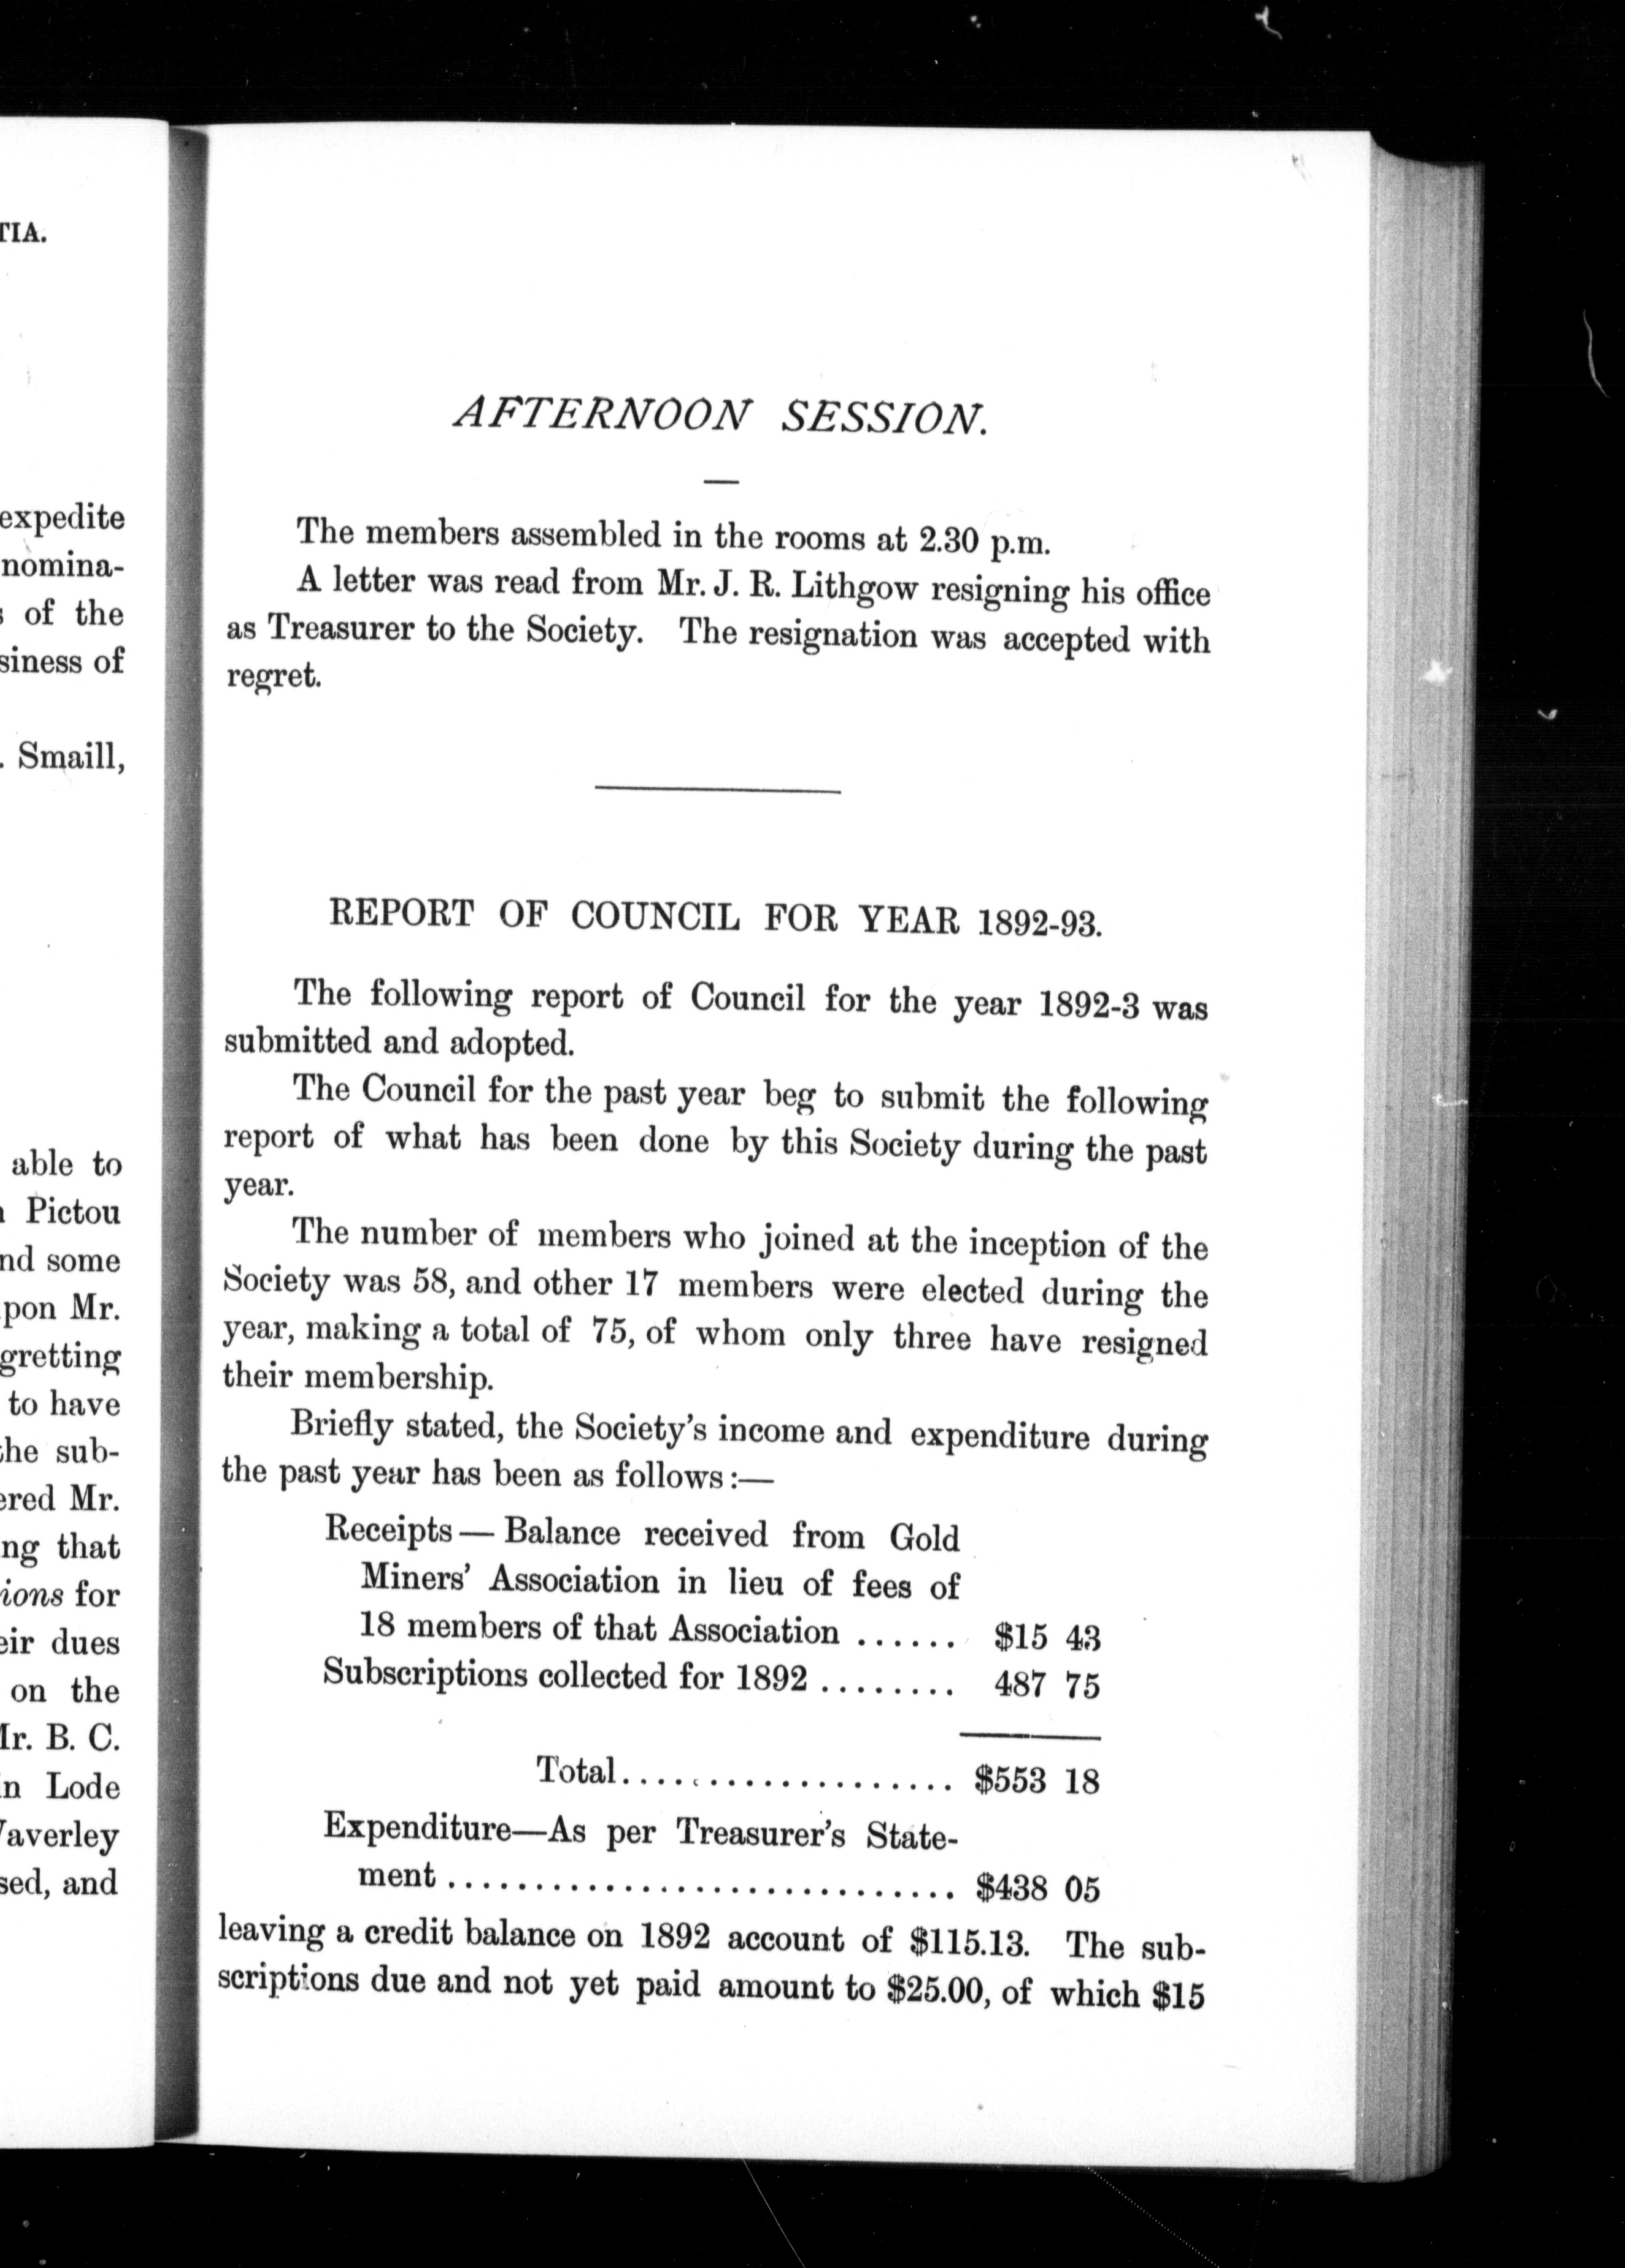 TIA.
expedite
nomina-
of the
siness of
. Smaill,
able to
Pictou
nd some
pon Mr.
gretting
to have
the sub-
ered Mr.
ng that
ions for
eir dues
on the
Mr. B. C.
in Lode
Waverley
sed, and
AFTERNOON SESSION.
The members assembled in the rooms at 2.30 p.m.
A letter was read from Mr. J. R. Lithgow resigning his office
as Treasurer to the Society. The resignation was accepted with
regret.
REPORT OF COUNCIL FOR YEAR 1892-93.
The following report of Council for the year 1892-3 was
submitted and adopted.
The Council for the past year beg to submit the following
report of what has been done by this Society during the past
year.
The number of members who joined at the inception of the
Society was 58, and other 17 members were elected during the
year, making a total of 75, of whom only three have resigned
their membership.
Briefly stated, the Society's income and expenditure during
the past year has been as follows:—
Receipts — Balance received from Gold
Miners' Association in lieu of fees of
18 members of that Association ...... $15 43
Subscriptions collected for 1892 ........ 487 75
Total.................... $553 18
Expenditure—As per Treasurer's State-
ment .............................. $438 05
leaving a credit balance on 1892 account of $115.13. The sub-
scriptions due and not yet paid amount to $25.00, of which $15